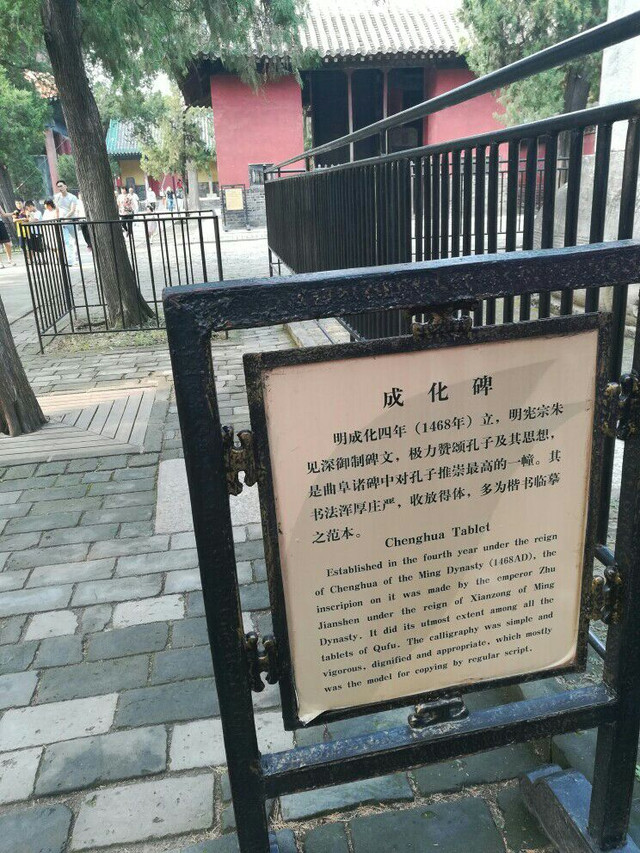 成化碑
明成化四年（1468年）立，明宪宗朱
见深御制碑文，极力赞颂孔子及其思想，
是曲阜诸碑中对孔子推崇最高的一幢。其
书法浑厚庄严，收放得体，多为楷书临摹
之范本。
Chenghua Tablet
Established in the fourth year under the reign
of Chenghua of the Ming Dynasty (1468AD), the
inscripion on it was made by the emperor Zhu
Jianshen under the reign of Xianzong of Ming
Dynasty. It did its utmost extent among all the
tablets of Qufu. The calligraphy was simple and
vigorous, dignified and appropriate, which mostly
was the model for copying by regular script.